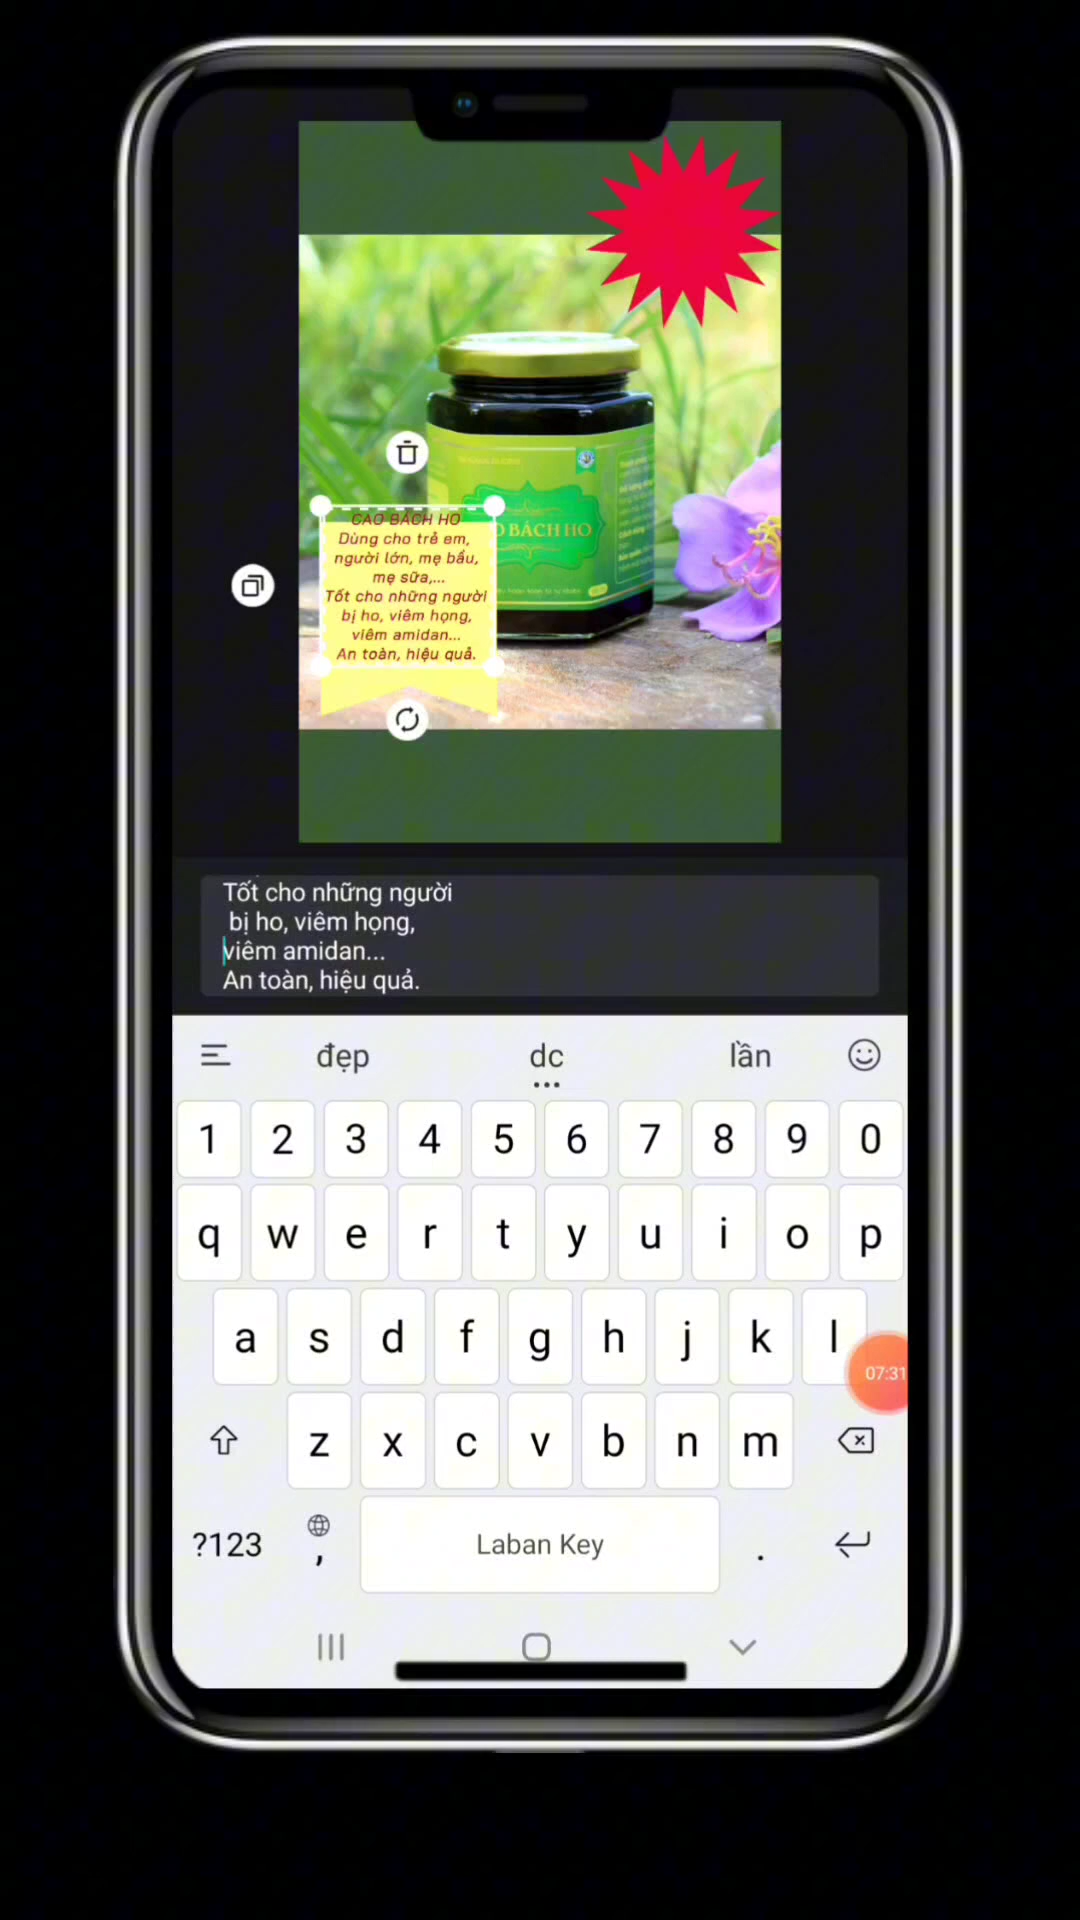 CAO BÁCH HO
Dùng cho trẻ em,
người lớn, mẹ bầu,
mẹ sữa,...
Tốt cho những người
bị ho, viêm họng,
viêm amidan...
An toàn, hiệu quả.
BÁCH HO
Tốt cho những người
bị ho, viêm họng,
viêm amidan...
An toàn, hiệu quả.
đẹp dc lần
1 2 3 4 5 6 7 8 9 0
q w e r t y u i o p
a s d f g h j k l
07:31
z x c v b n m
?123 , Laban Key .